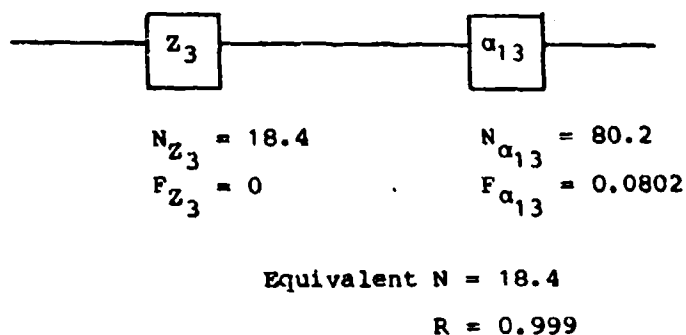 Z3 α13
NZ3 = 18.4 Nα13 = 80.2
FZ3 = 0 Fα13 = 0.0802
Equivalent N = 18.4
R = 0.999